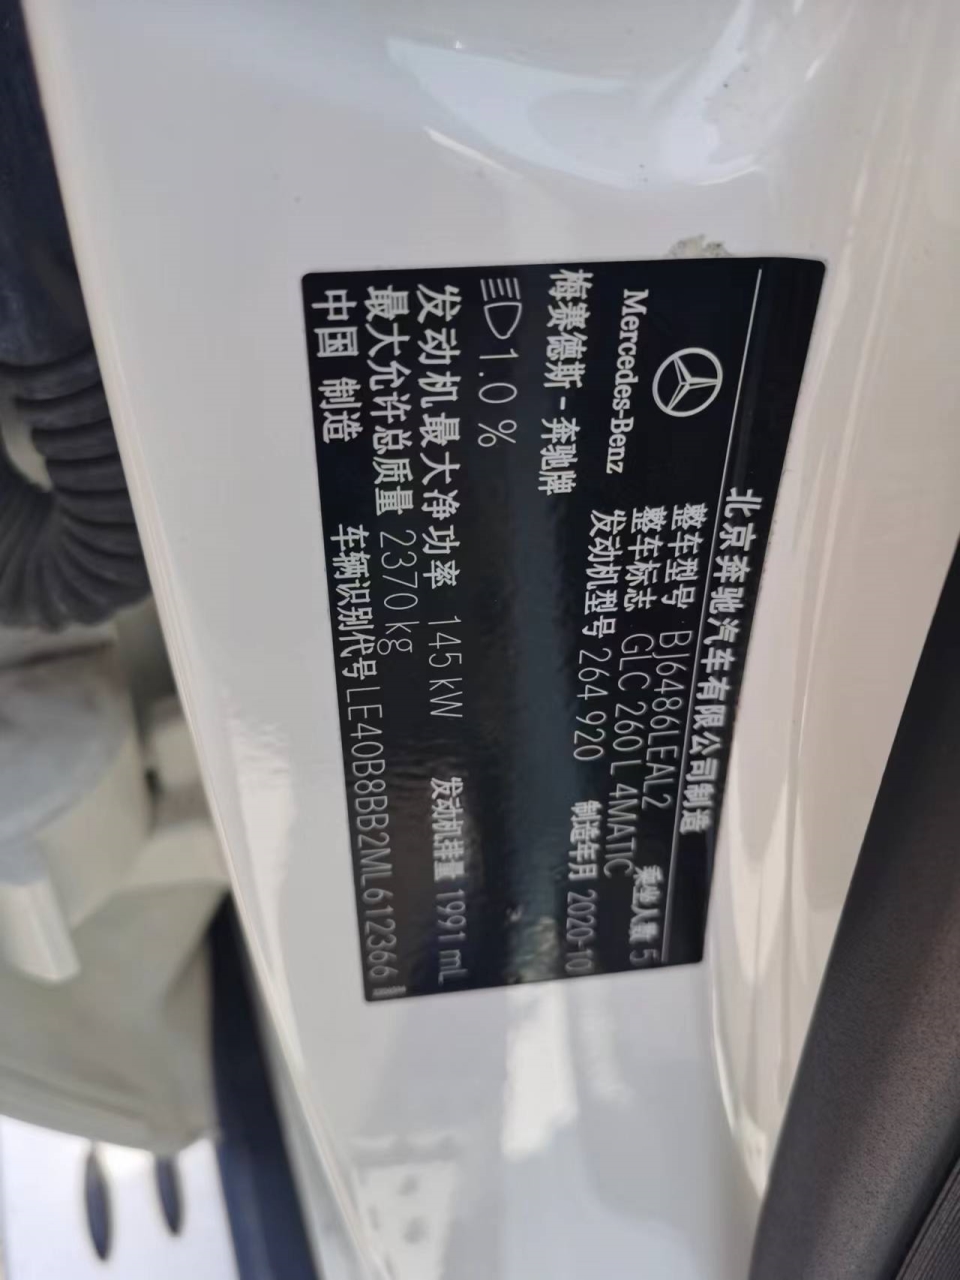 北京奔驰汽车有限公司制造
Mercedes-Benz
整车型号 BJ6486LEAL2 乘坐人数 5
整车标志 GLC 260 L 4MATIC
发动机型号 264 920 制造年月 2020-10
梅赛德斯-奔驰牌
1.0 %
发动机最大净功率 145 kW 发动机排量 1991 mL
最大允许总质量 2370 kg
中国 制造 车辆识别代号 LE40B8BB2ML612366